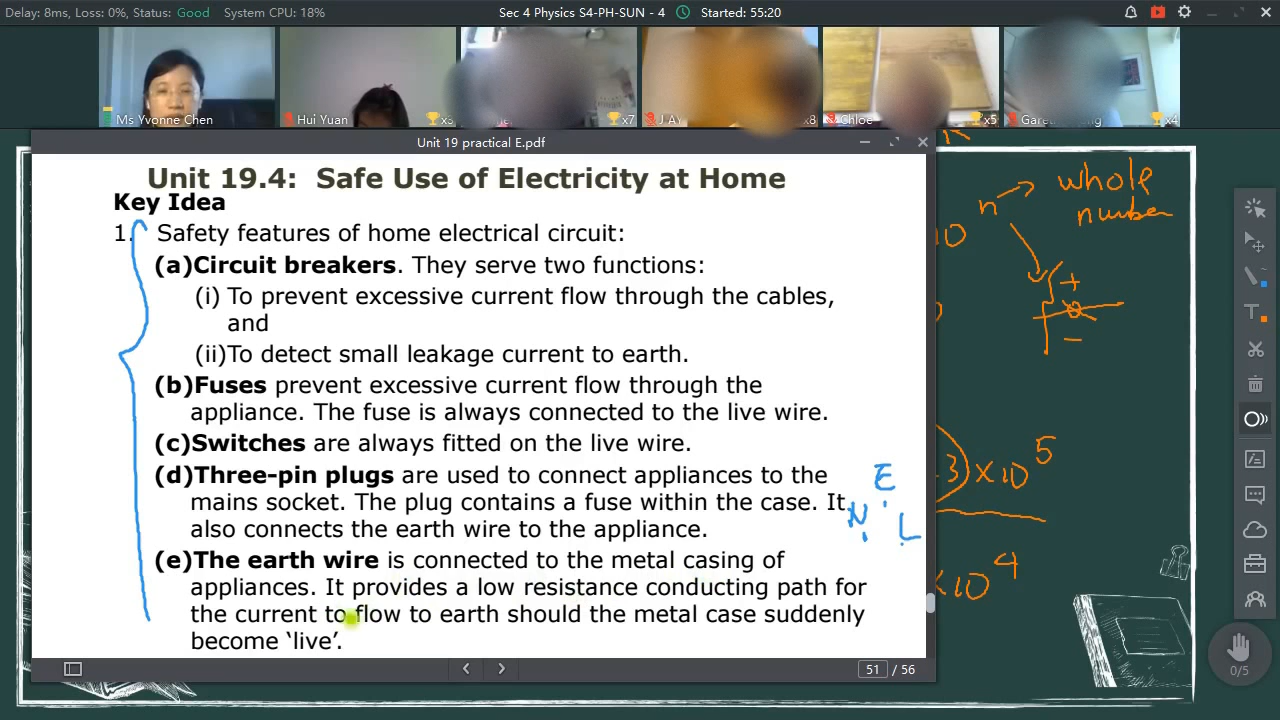 Delay: 8ms, Loss: 0%, Status: Good System CPU: 18% Sec 4 Physics S4-PH-SUN - 4 Started: 55:20
Ms Yvonne Chen
Hui Yuan
x3
x7
J AY
x8
Chloe
x5
x4
Unit 19 practical E.pdf
Unit 19.4: Safe Use of Electricity at Home
Key Idea
1. Safety features of home electrical circuit:
(a)Circuit breakers. They serve two functions:
(i) To prevent excessive current flow through the cables,
and
(ii)To detect small leakage current to earth.
(b)Fuses prevent excessive current flow through the
appliance. The fuse is always connected to the live wire.
(c)Switches are always fitted on the live wire.
(d)Three-pin plugs are used to connect appliances to the
mains socket. The plug contains a fuse within the case. It
also connects the earth wire to the appliance.
(e)The earth wire is connected to the metal casing of
appliances. It provides a low resistance conducting path for
the current to flow to earth should the metal case suddenly
become ‘live’.
E
N
L
51 / 56
n → whole
number
10
+
-
3)×10^5
×10^4
T
0/5